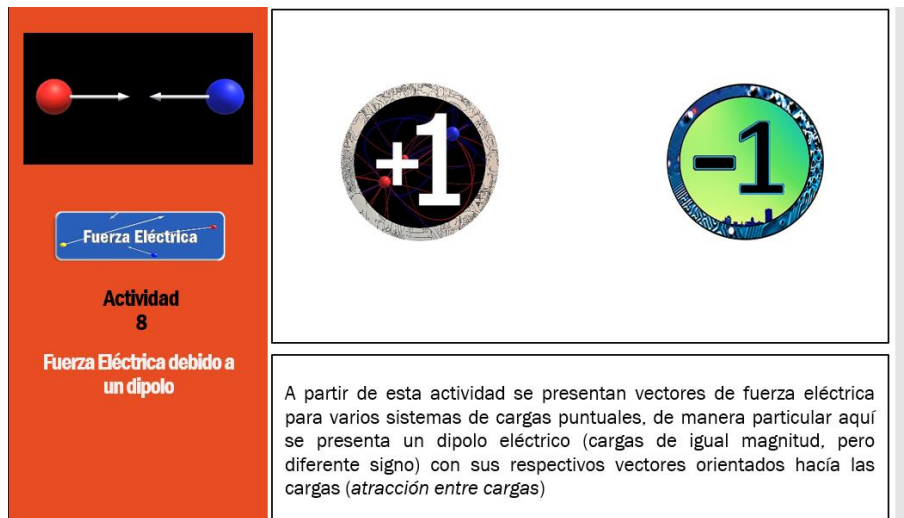 Fuerza Eléctrica
Actividad
8
Fuerza Eléctrica debido a
un dipolo
+1
-1
A partir de esta actividad se presentan vectores de fuerza eléctrica
para varios sistemas de cargas puntuales, de manera particular aquí
se presenta un dipolo eléctrico (cargas de igual magnitud, pero
diferente signo) con sus respectivos vectores orientados hacía las
cargas (atracción entre cargas)